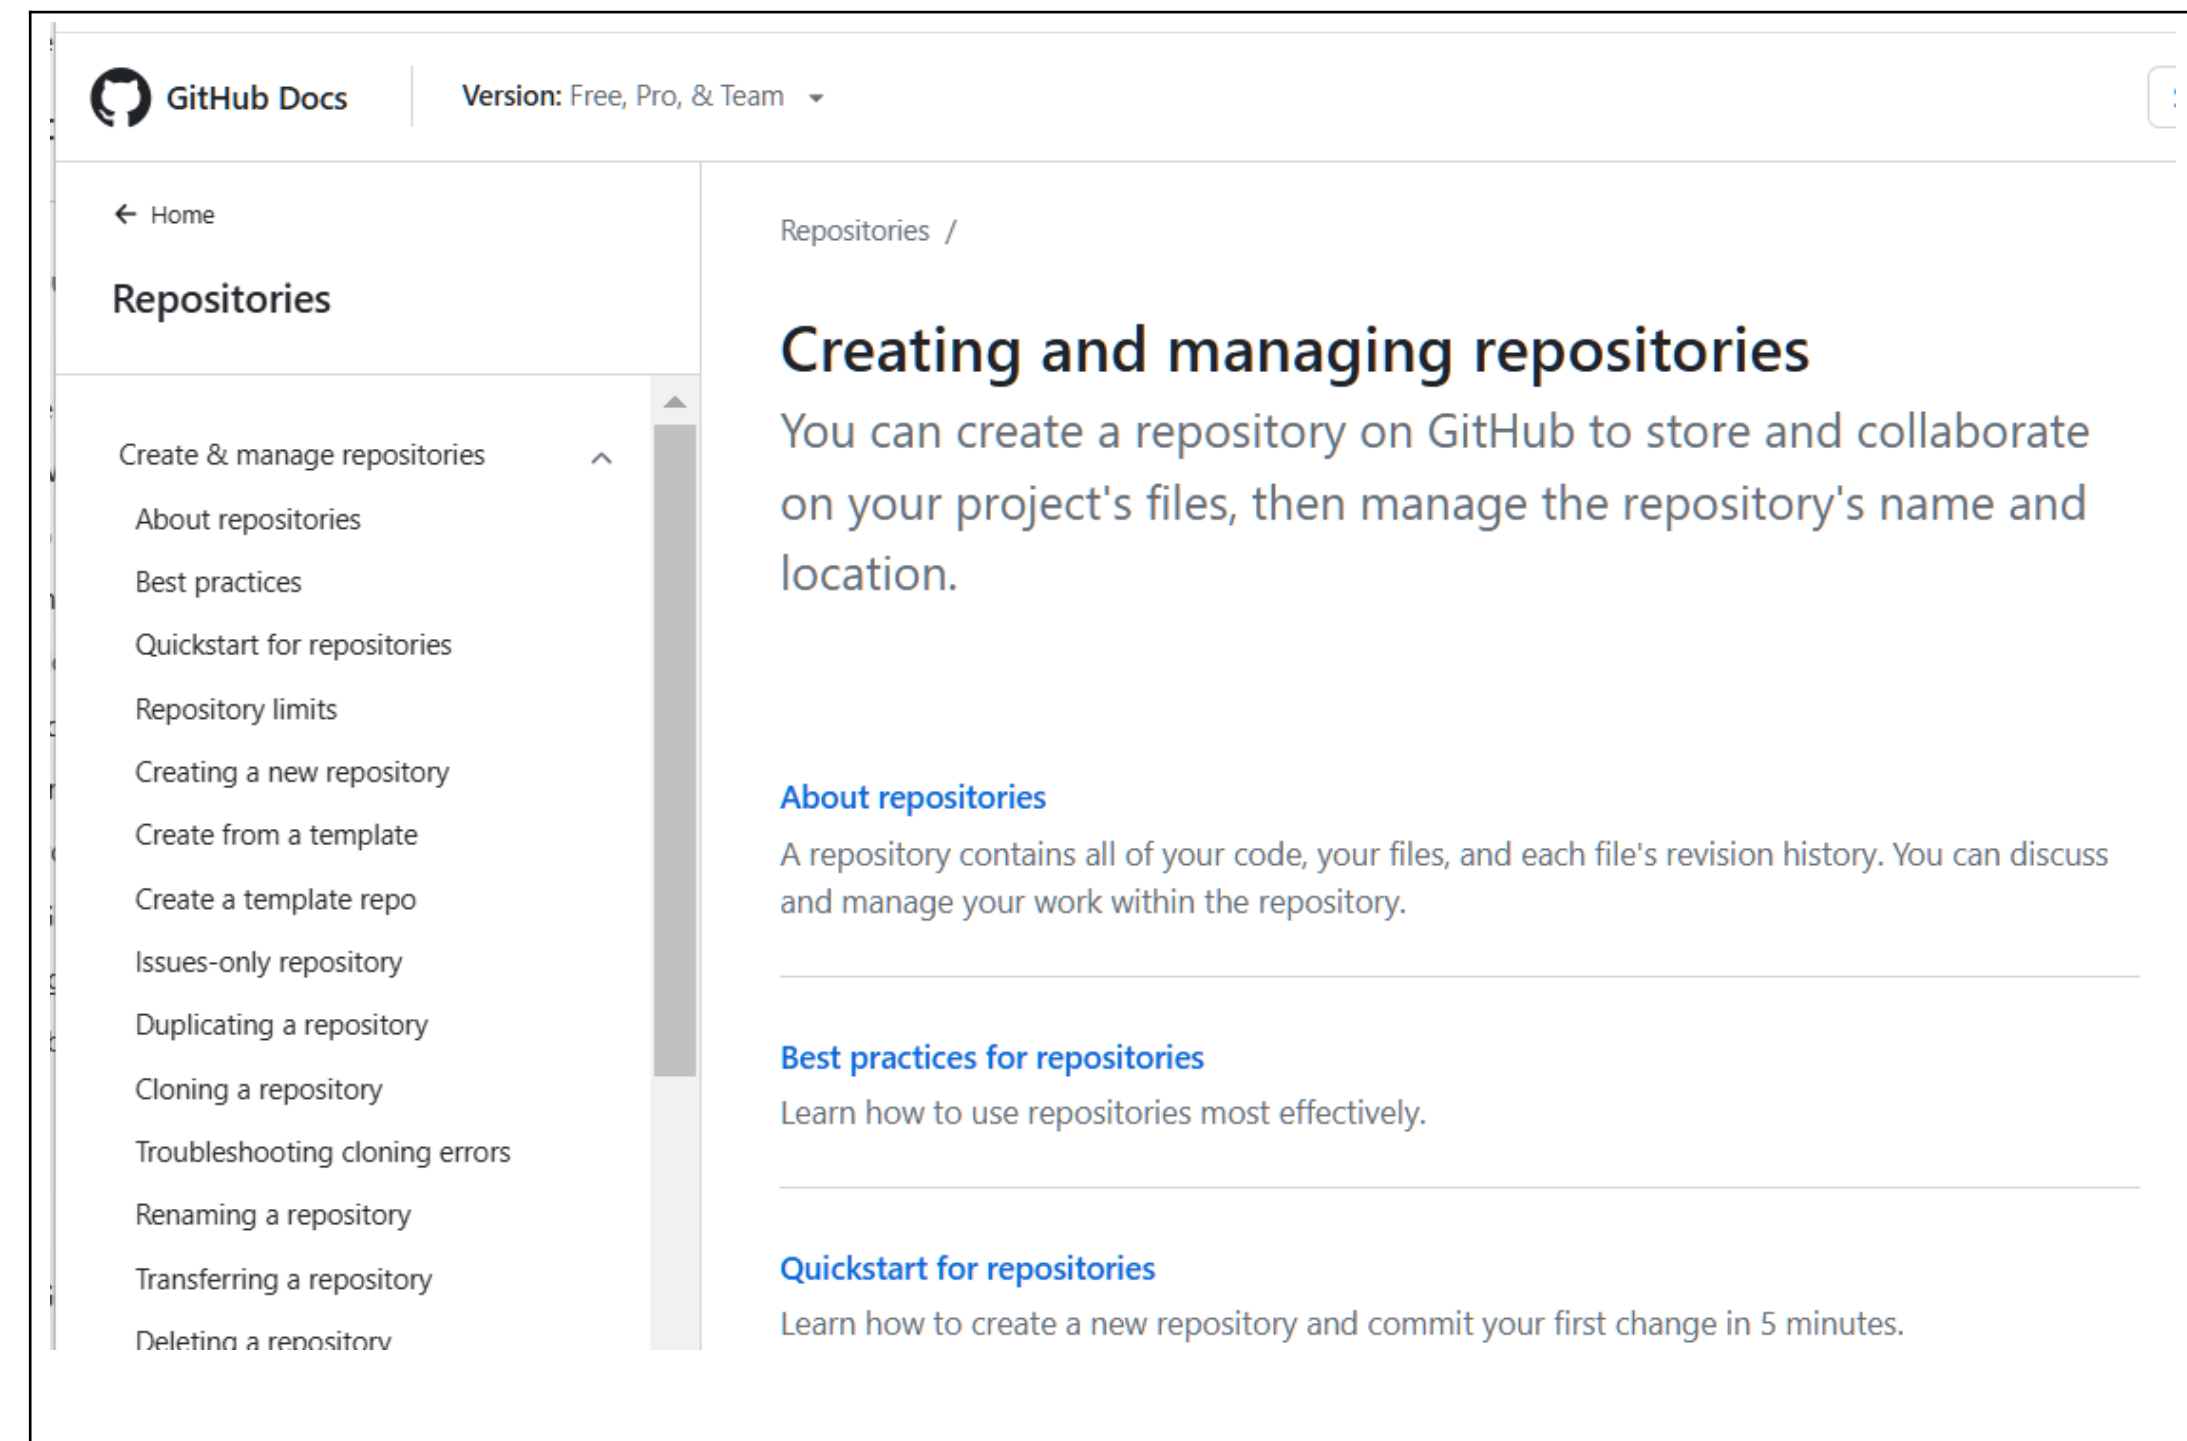 GitHub Docs
Version: Free, Pro, & Team
Home
Repositories
Create & manage repositories
About repositories
Best practices
Quickstart for repositories
Repository limits
Creating a new repository
Create from a template
Create a template repo
Issues-only repository
Duplicating a repository
Cloning a repository
Troubleshooting cloning errors
Renaming a repository
Transferring a repository
Deleting a repository
Repositories /
Creating and managing repositories
You can create a repository on GitHub to store and collaborate
on your project's files, then manage the repository's name and
location.
About repositories
A repository contains all of your code, your files, and each file's revision history. You can discuss
and manage your work within the repository.
Best practices for repositories
Learn how to use repositories most effectively.
Quickstart for repositories
Learn how to create a new repository and commit your first change in 5 minutes.